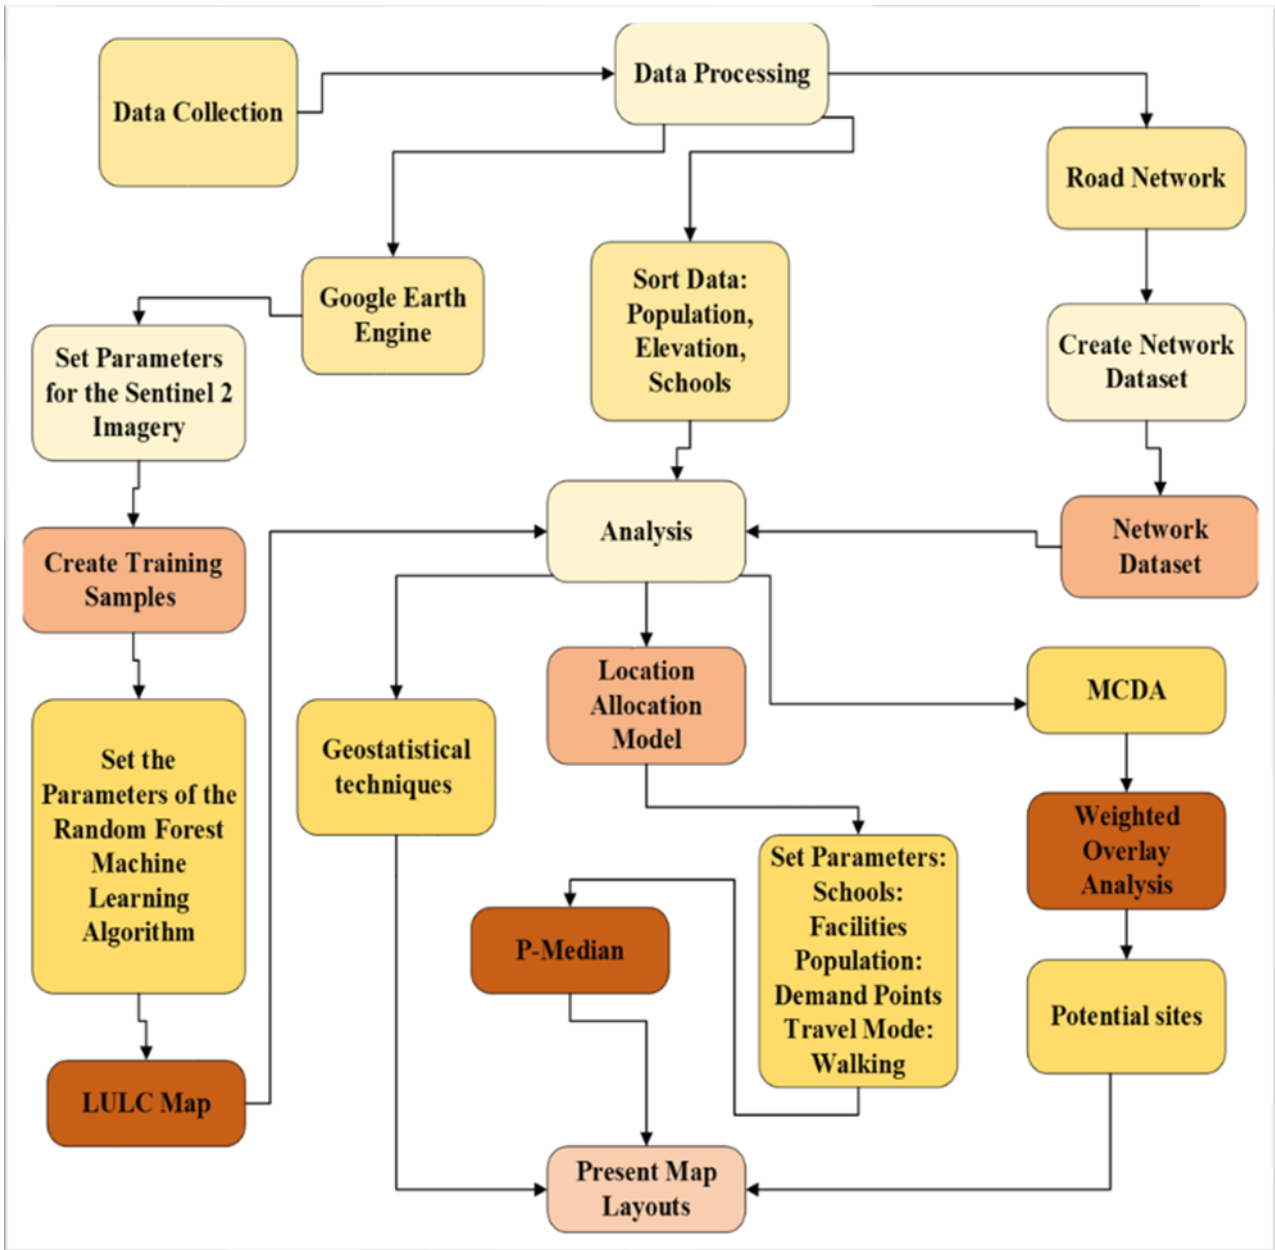 Data Collection
Data Processing
Road Network
Google Earth
Engine
Sort Data:
Population,
Elevation,
Schools
Create Network
Dataset
Set Parameters
for the Sentinel 2
Imagery
Analysis
Network
Dataset
Create Training
Samples
Location
Allocation
Model
MCDA
Geostatistical
techniques
Set the
Parameters of the
Random Forest
Machine
Learning
Algorithm
Weighted
Overlay
Analysis
Set Parameters:
Schools:
Facilities
Population:
Demand Points
Travel Mode:
Walking
P-Median
Potential sites
LULC Map
Present Map
Layouts